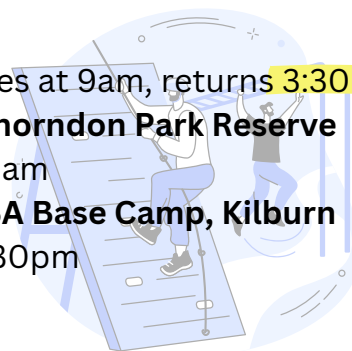 es at 9am, returns 3:30
horndon Park Reserve
am
A Base Camp, Kilburn
30pm